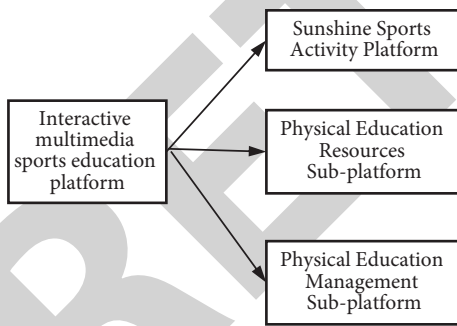 Interactive
multimedia
sports education
platform
Sunshine Sports
Activity Platform
Physical Education
Resources
Sub-platform
Physical Education
Management
Sub-platform